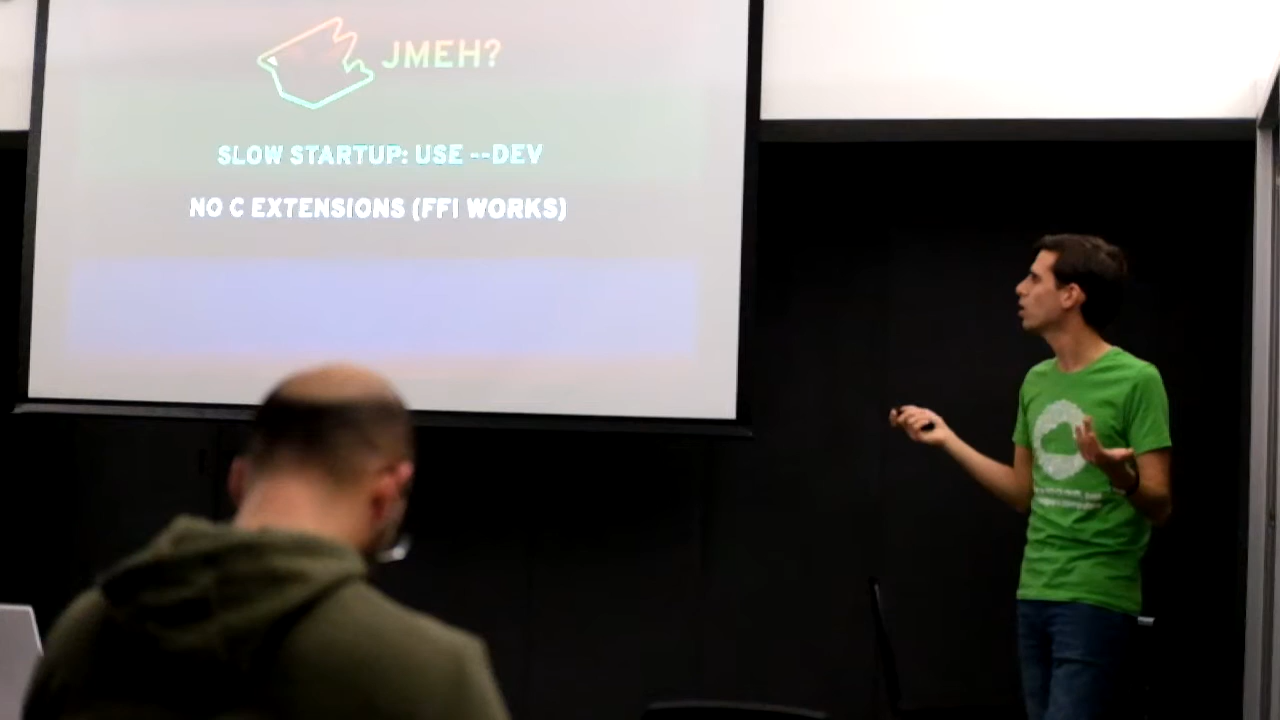 JMEH?
SLOW STARTUP: USE --DEV
NO C EXTENSIONS (FFI WORKS)